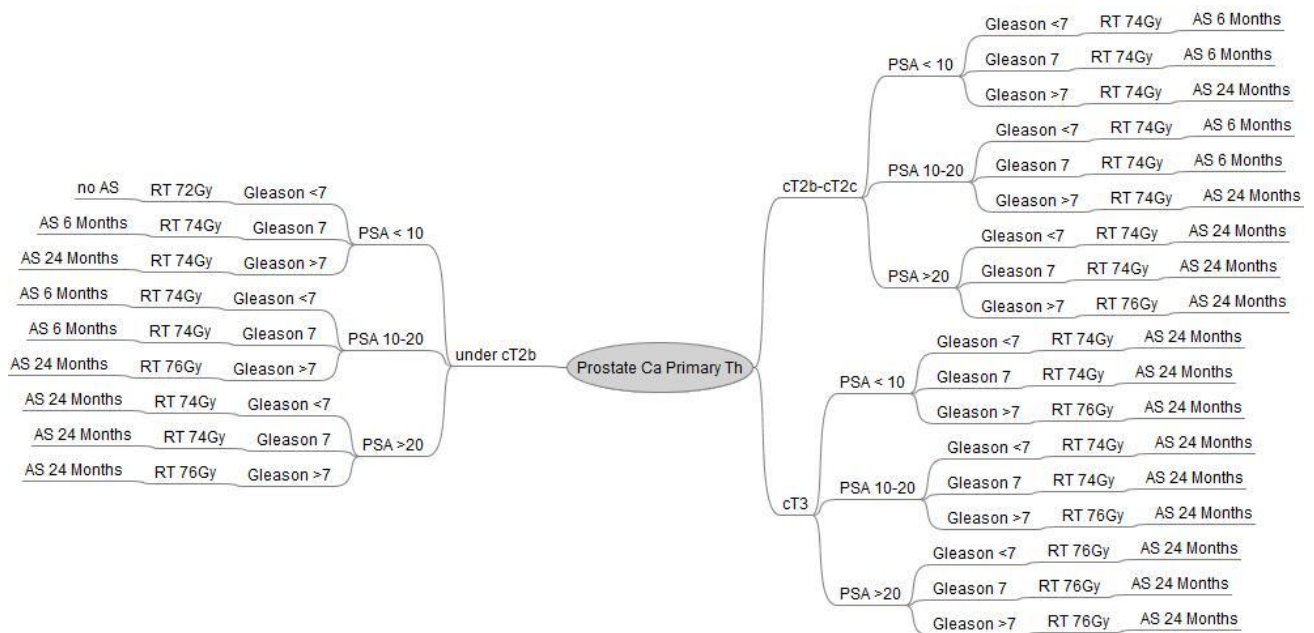 Prostate Ca Primary Th
under cT2b
PSA < 10
Gleason <7 RT 72Gy no AS
Gleason 7 RT 74Gy AS 6 Months
Gleason >7 RT 74Gy AS 24 Months
PSA 10-20
Gleason <7 RT 74Gy AS 6 Months
Gleason 7 RT 74Gy AS 6 Months
Gleason >7 RT 76Gy AS 24 Months
PSA >20
Gleason <7 RT 74Gy AS 24 Months
Gleason 7 RT 74Gy AS 24 Months
Gleason >7 RT 76Gy AS 24 Months
cT2b-cT2c
PSA < 10
Gleason <7 RT 74Gy AS 6 Months
Gleason 7 RT 74Gy AS 6 Months
Gleason >7 RT 74Gy AS 24 Months
PSA 10-20
Gleason <7 RT 74Gy AS 6 Months
Gleason 7 RT 74Gy AS 6 Months
Gleason >7 RT 74Gy AS 24 Months
PSA >20
Gleason <7 RT 74Gy AS 24 Months
Gleason 7 RT 74Gy AS 24 Months
Gleason >7 RT 76Gy AS 24 Months
cT3
PSA < 10
Gleason <7 RT 74Gy AS 24 Months
Gleason 7 RT 74Gy AS 24 Months
Gleason >7 RT 76Gy AS 24 Months
PSA 10-20
Gleason <7 RT 74Gy AS 24 Months
Gleason 7 RT 74Gy AS 24 Months
Gleason >7 RT 76Gy AS 24 Months
PSA >20
Gleason <7 RT 76Gy AS 24 Months
Gleason 7 RT 76Gy AS 24 Months
Gleason >7 RT 76Gy AS 24 Months